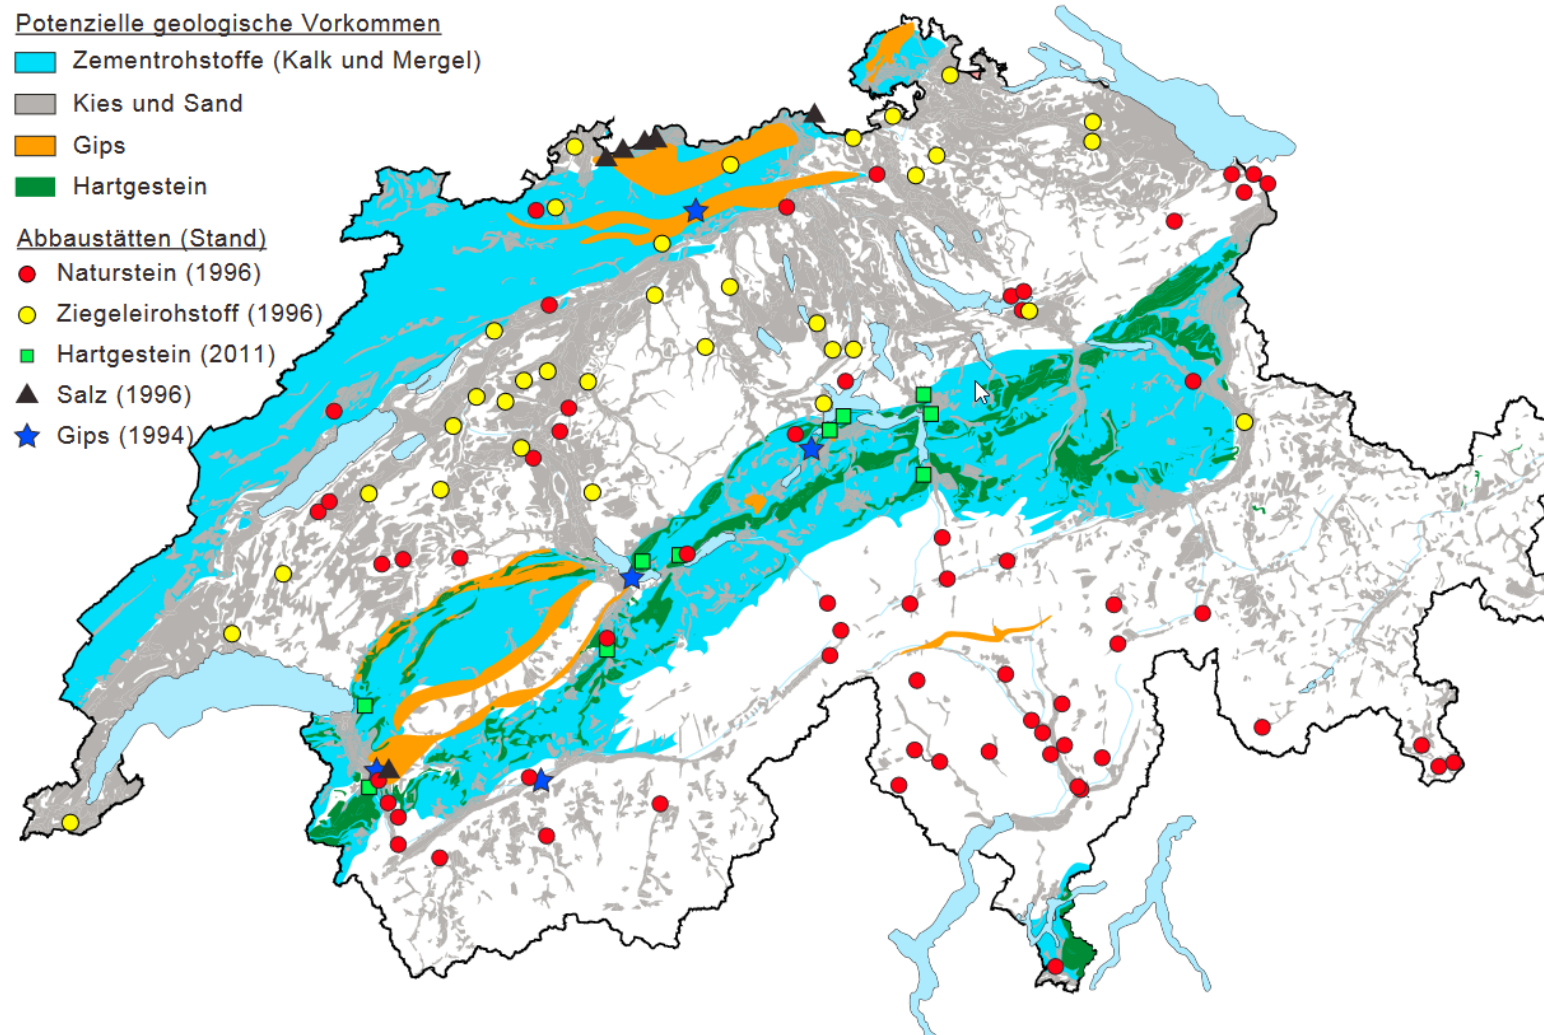 Potenzielle geologische Vorkommen
Zementrohstoffe (Kalk und Mergel)
Kies und Sand
Gips
Hartgestein
Abbaustätten (Stand)
Naturstein (1996)
Ziegeleirohstoff (1996)
Hartgestein (2011)
Salz (1996)
Gips (1994)